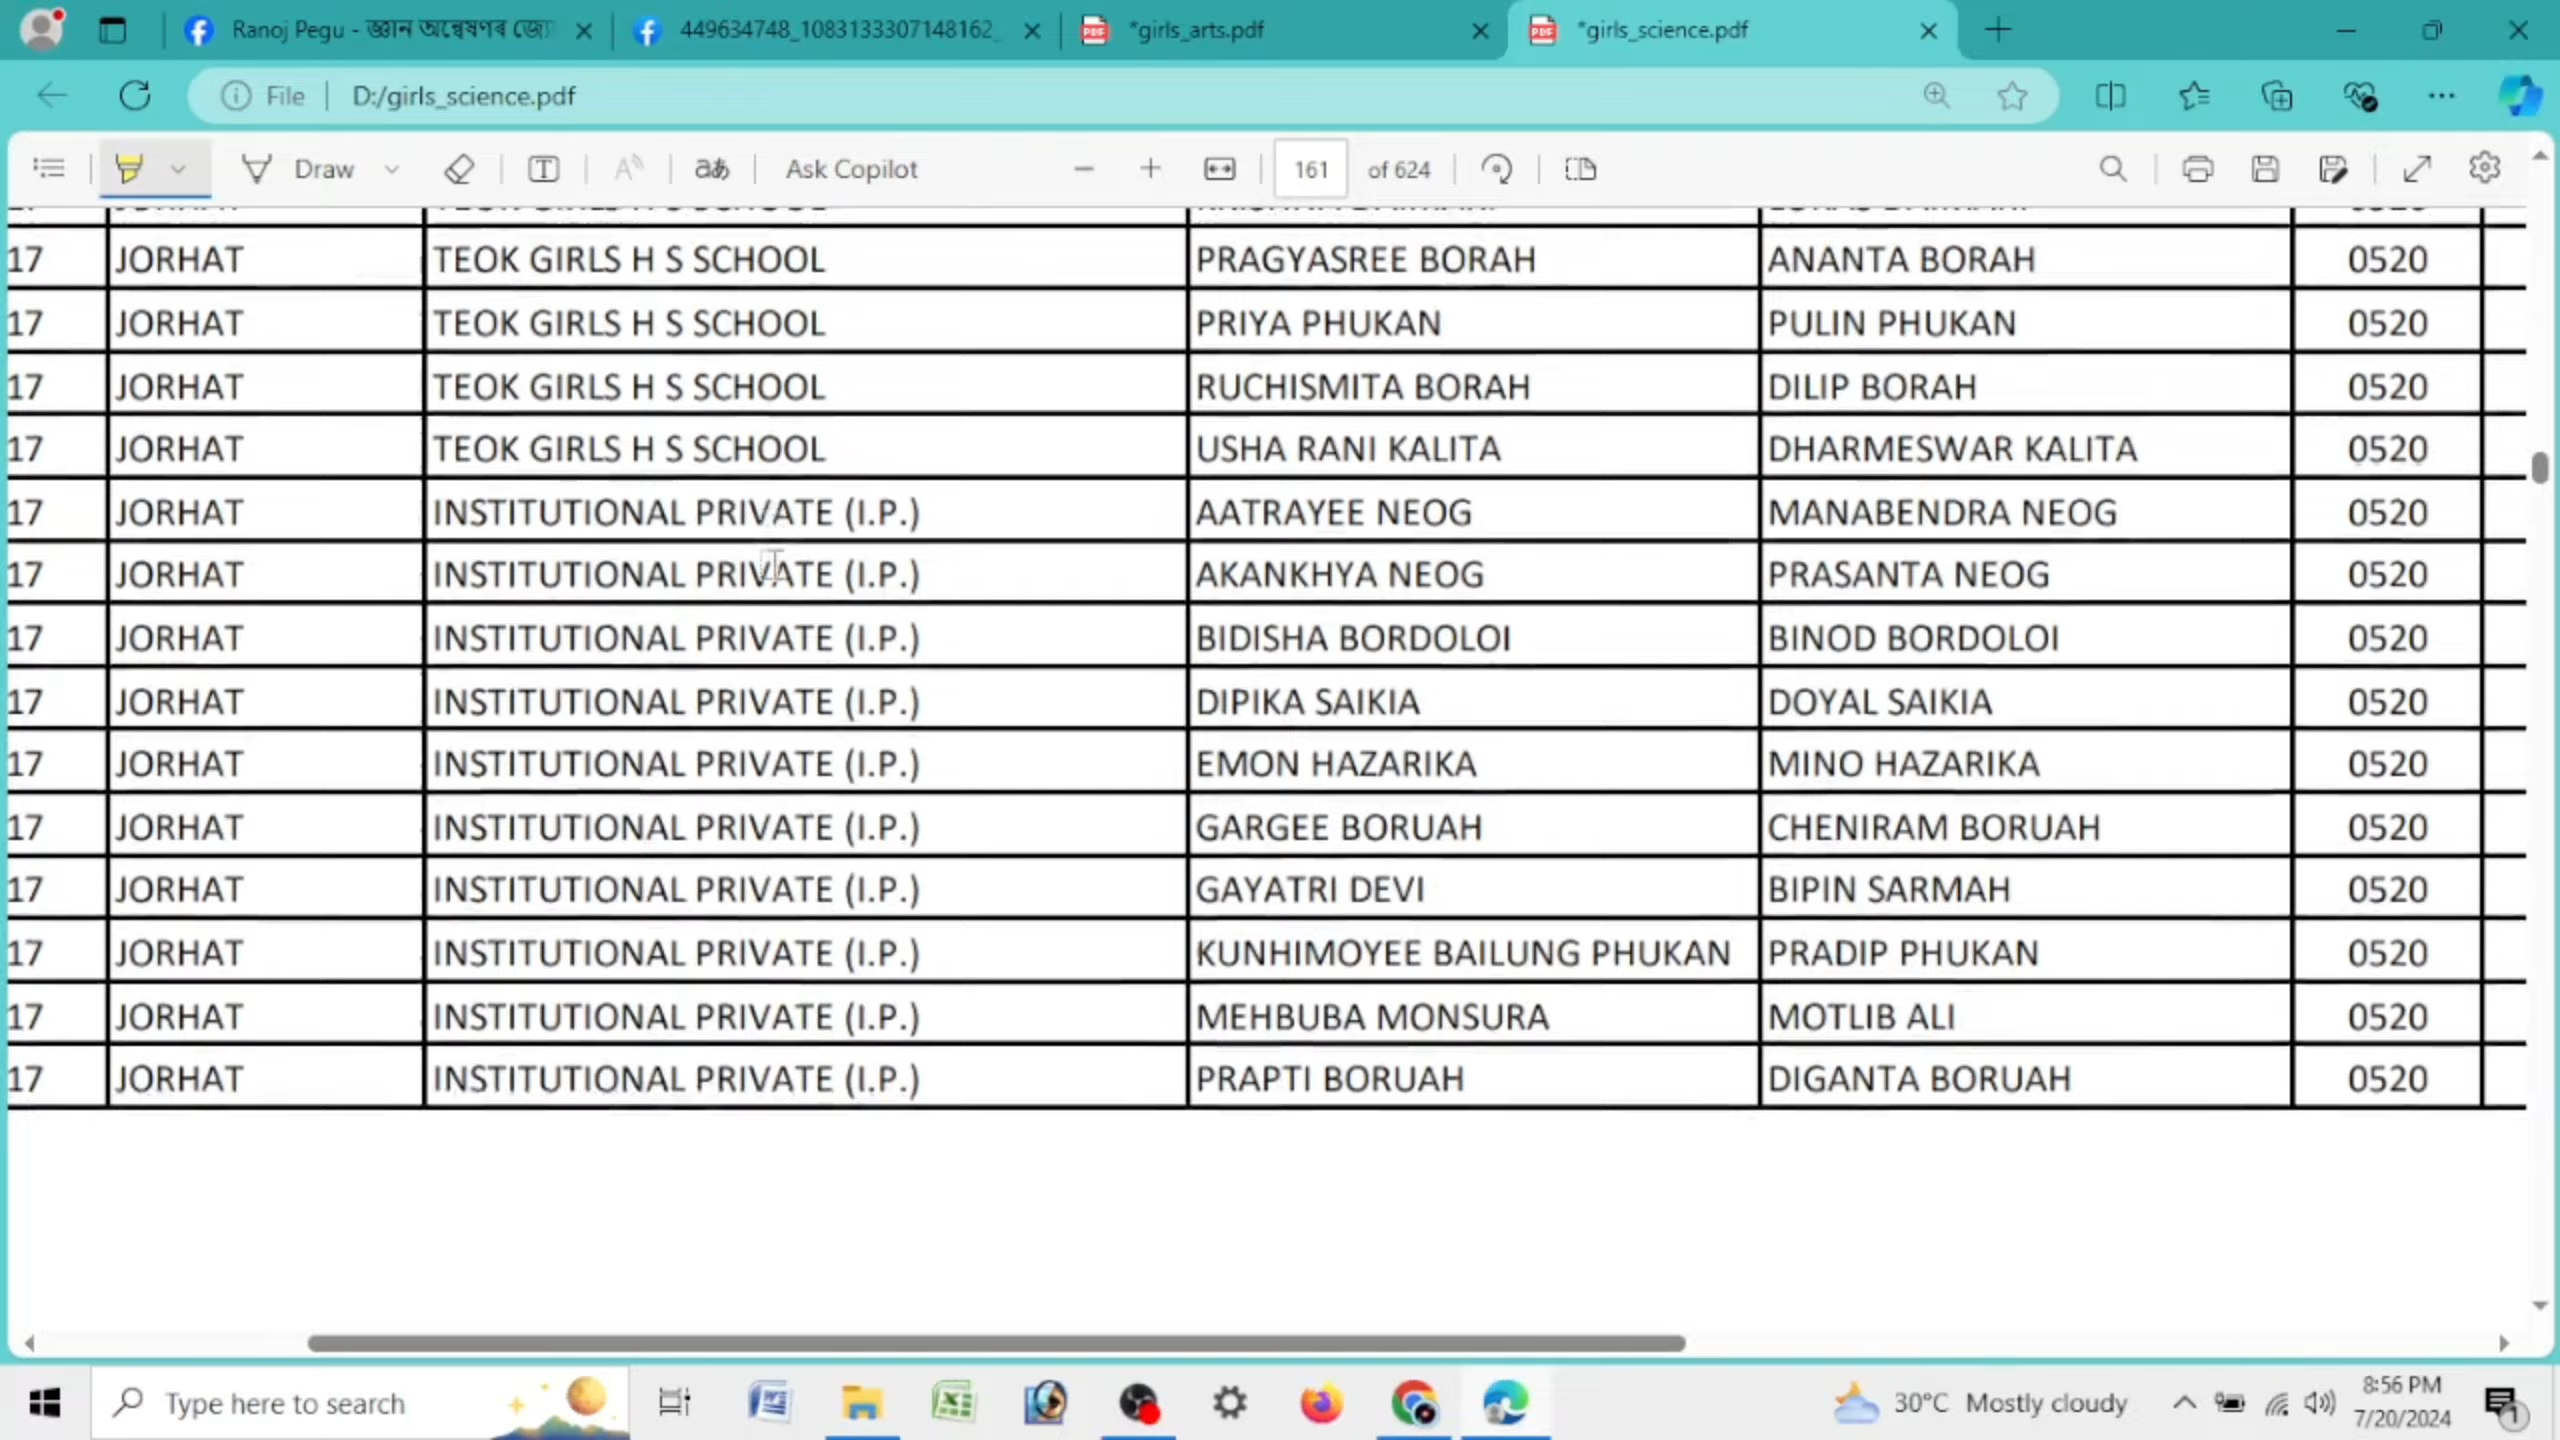 Ranoj Pegu - জ্ঞান অন্বেষণৰ জ্যো
449634748_1083133307148162_
*girls_arts.pdf
*girls_science.pdf
File D:/girls_science.pdf
Draw
aあ
Ask Copilot
161 of 624
17 JORHAT TEOK GIRLS H S SCHOOL PRAGYASREE BORAH ANANTA BORAH 0520
17 JORHAT TEOK GIRLS H S SCHOOL PRIYA PHUKAN PULIN PHUKAN 0520
17 JORHAT TEOK GIRLS H S SCHOOL RUCHISMITA BORAH DILIP BORAH 0520
17 JORHAT TEOK GIRLS H S SCHOOL USHA RANI KALITA DHARMESWAR KALITA 0520
17 JORHAT INSTITUTIONAL PRIVATE (I.P.) AATRAYEE NEOG MANABENDRA NEOG 0520
17 JORHAT INSTITUTIONAL PRIVATE (I.P.) AKANKHYA NEOG PRASANTA NEOG 0520
17 JORHAT INSTITUTIONAL PRIVATE (I.P.) BIDISHA BORDOLOI BINOD BORDOLOI 0520
17 JORHAT INSTITUTIONAL PRIVATE (I.P.) DIPIKA SAIKIA DOYAL SAIKIA 0520
17 JORHAT INSTITUTIONAL PRIVATE (I.P.) EMON HAZARIKA MINO HAZARIKA 0520
17 JORHAT INSTITUTIONAL PRIVATE (I.P.) GARGEE BORUAH CHENIRAM BORUAH 0520
17 JORHAT INSTITUTIONAL PRIVATE (I.P.) GAYATRI DEVI BIPIN SARMAH 0520
17 JORHAT INSTITUTIONAL PRIVATE (I.P.) KUNHIMOYEE BAILUNG PHUKAN PRADIP PHUKAN 0520
17 JORHAT INSTITUTIONAL PRIVATE (I.P.) MEHBUBA MONSURA MOTLIB ALI 0520
17 JORHAT INSTITUTIONAL PRIVATE (I.P.) PRAPTI BORUAH DIGANTA BORUAH 0520
Type here to search
30°C Mostly cloudy
8:56 PM
7/20/2024
1